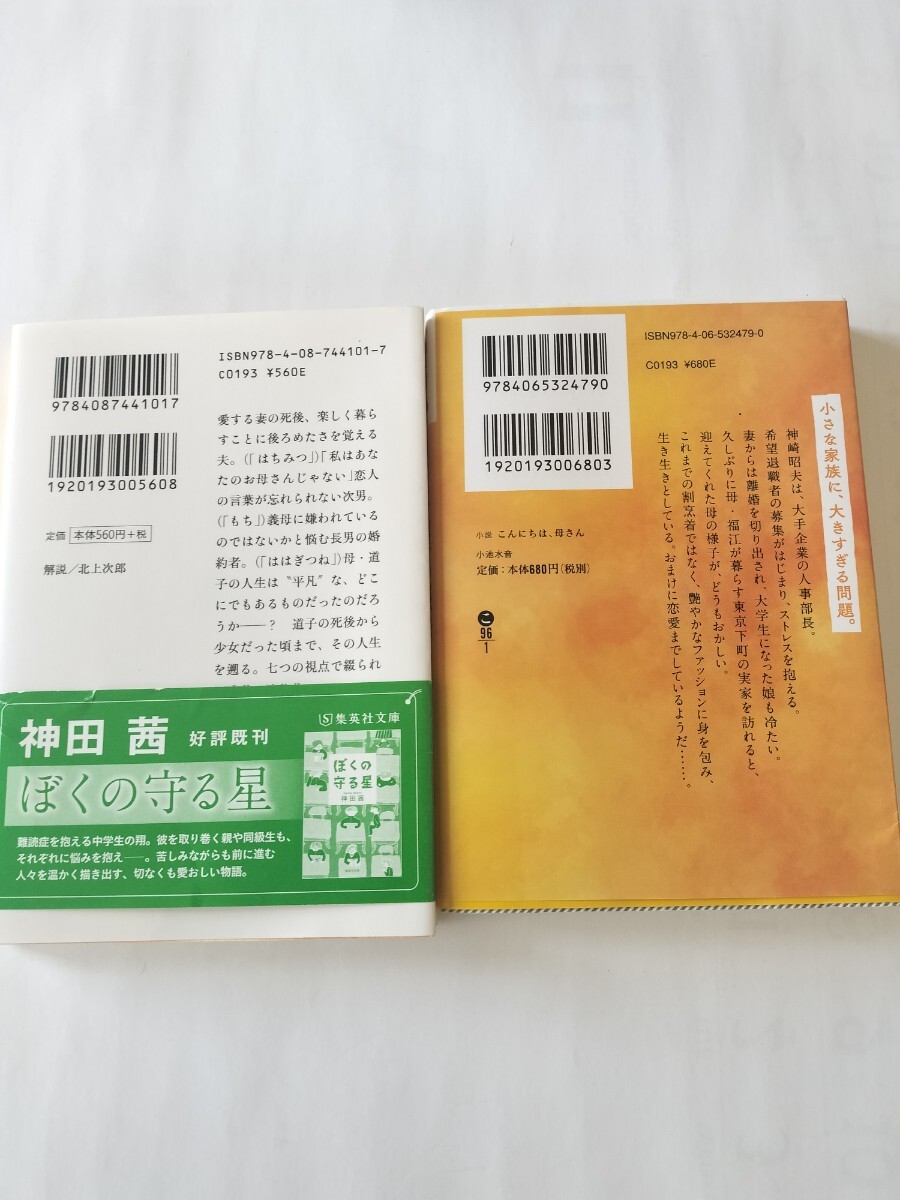 9784087441017
1920193005608
ISBN978-4-08-744101-7
C0193 ¥560E
定価 本体560円+税
解説/北上次郎
愛する妻の死後、楽しく暮ら
すことに後ろめたさを覚える
夫。(「はちみつ」)「私はあな
たのお母さんじゃない」恋人
の言葉が忘れられない次男。
(「もち」)義母に嫌われている
のではないかと悩む長男の婚
約者。(「ははぎつね」)母・道
子の人生は〝平凡〟な、どこ
にでもあるものだったのだろ
うか――? 道子の死後から
少女だった頃まで、その人生
を遡る。七つの視点で綴られ
神田 茜 好評既刊
集英社文庫
ぼくの守る星
ぼくの
守る星
神田茜
難読症を抱える中学生の翔。彼を取り巻く親や同級生も、
それぞれに悩みを抱え――。苦しみながらも前に進む
人々を温かく描き出す、切なくも愛おしい物語。
9784065324790
1920193006803
ISBN978-4-06-532479-0
C0193 ¥680E
小説 こんにちは、母さん
小池水音
定価:本体680円(税別)
こ
96
1
小さな家族に、大きすぎる問題。
神崎昭夫は、大手企業の人事部長。
希望退職者の募集がはじまり、ストレスを抱える。
妻からは離婚を切り出され、大学生になった娘も冷たい。
久しぶりに母・福江が暮らす東京下町の実家を訪れると、
迎えてくれた母の様子が、どうもおかしい。
これまでの割烹着ではなく、艶やかなファッションに身を包み、
生き生きとしている。おまけに恋愛までしているようだ……。